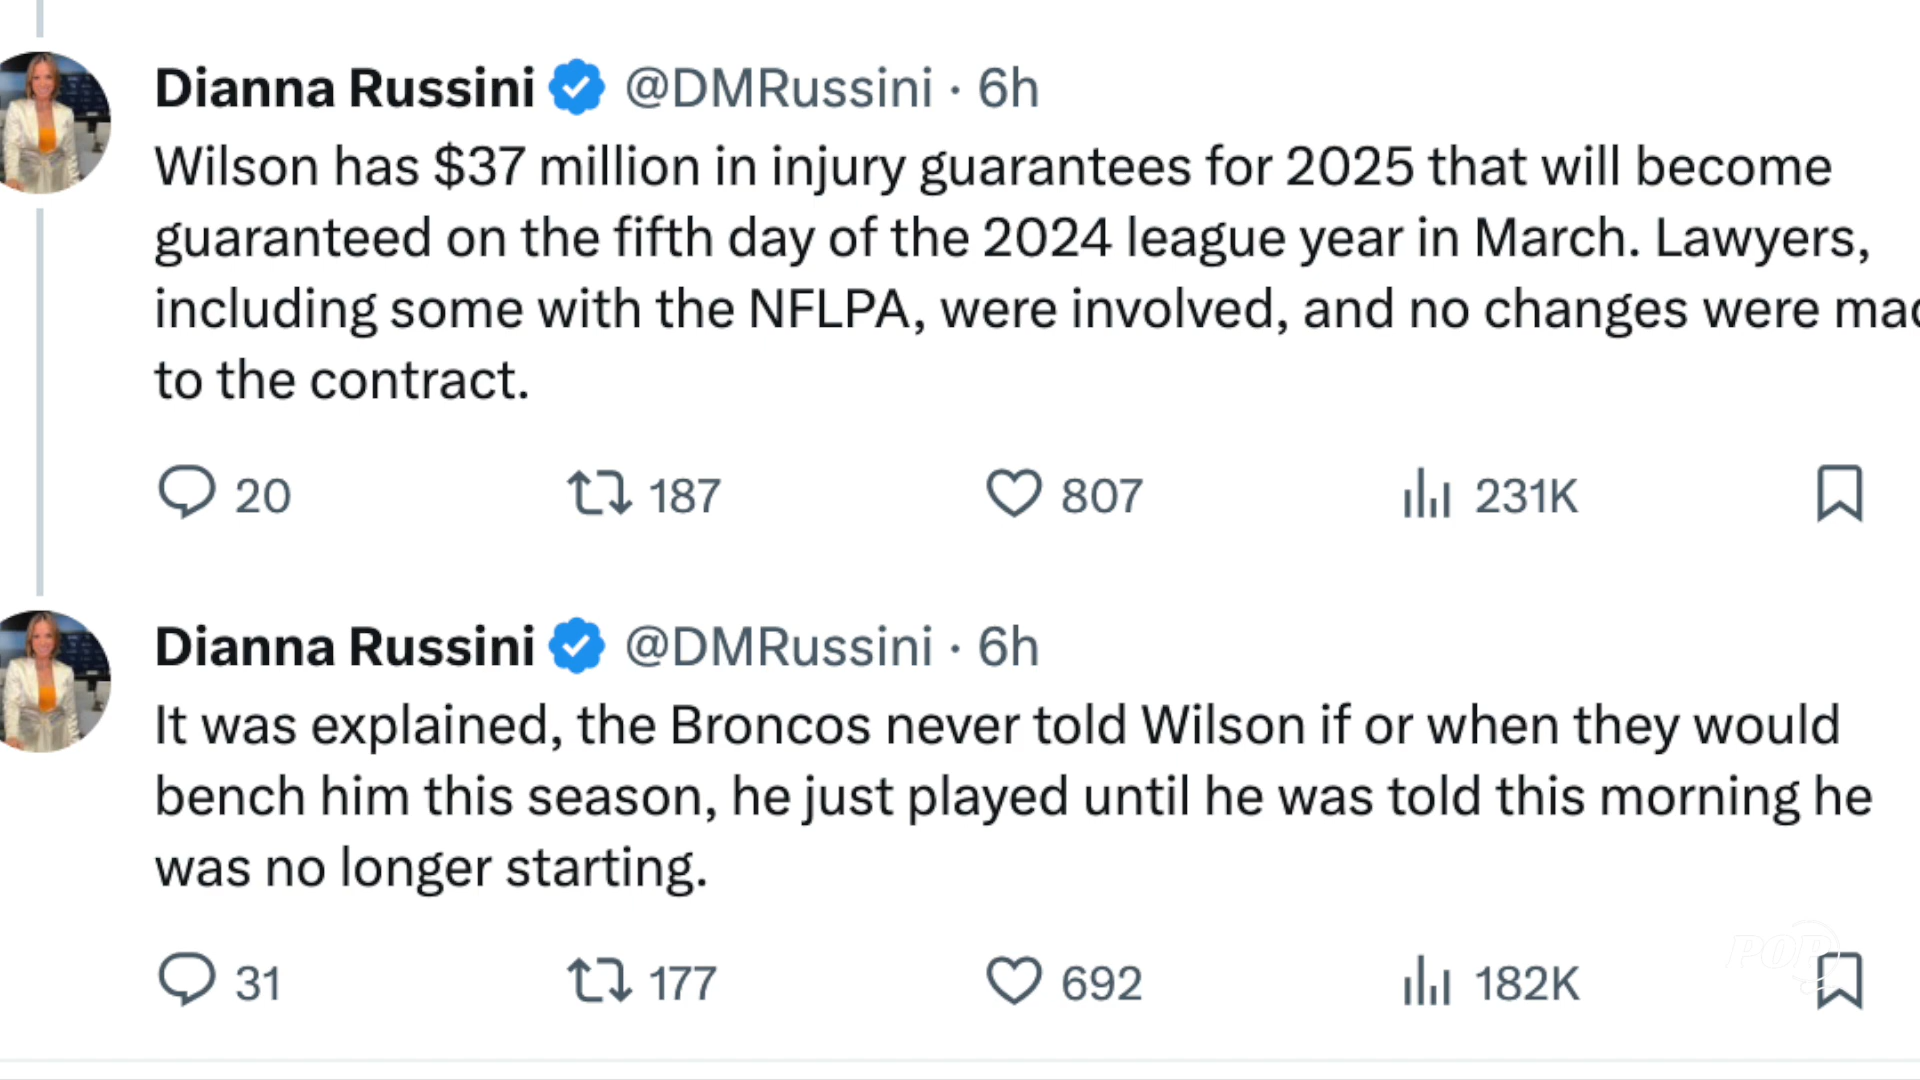 Dianna Russini @DMRussini · 6h
Wilson has $37 million in injury guarantees for 2025 that will become
guaranteed on the fifth day of the 2024 league year in March. Lawyers,
including some with the NFLPA, were involved, and no changes were mad
to the contract.
20 187 807 231K
Dianna Russini @DMRussini · 6h
It was explained, the Broncos never told Wilson if or when they would
bench him this season, he just played until he was told this morning he
was no longer starting.
31 177 692 182K
POP